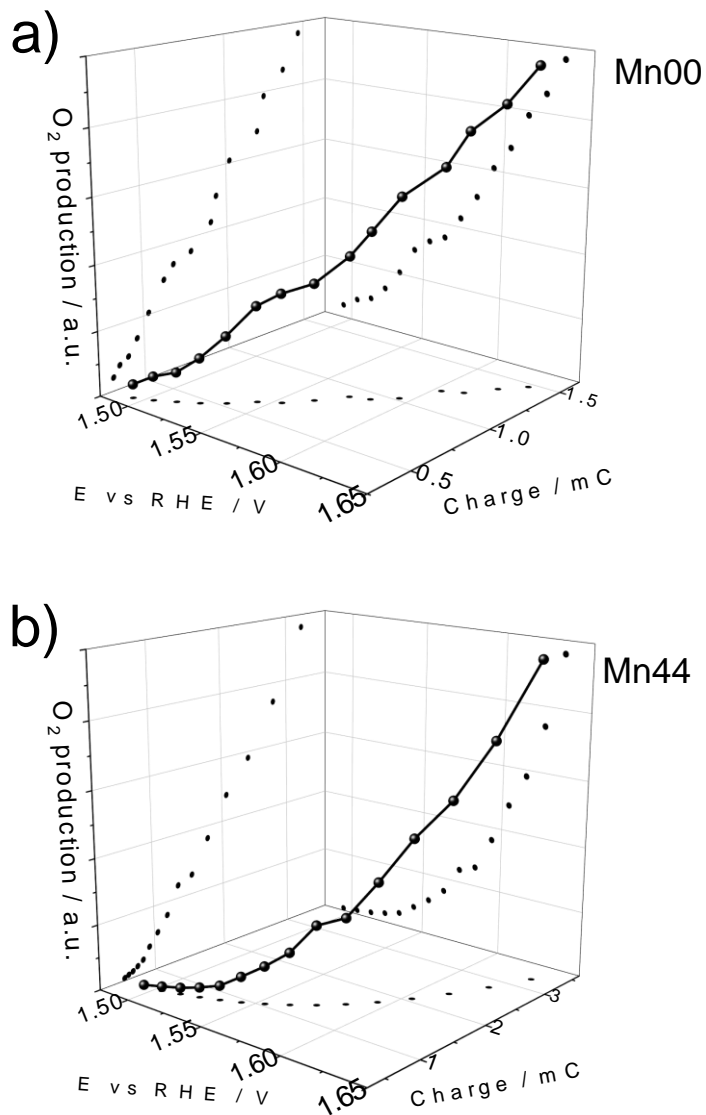 a)
Mn00
O2 production / a.u.
1.50
1.55
1.60
1.65
E vs RHE / V
0.5
1.0
1.5
Charge / mC
b)
Mn44
O2 production / a.u.
1.50
1.55
1.60
1.65
E vs RHE / V
1
2
3
Charge / mC